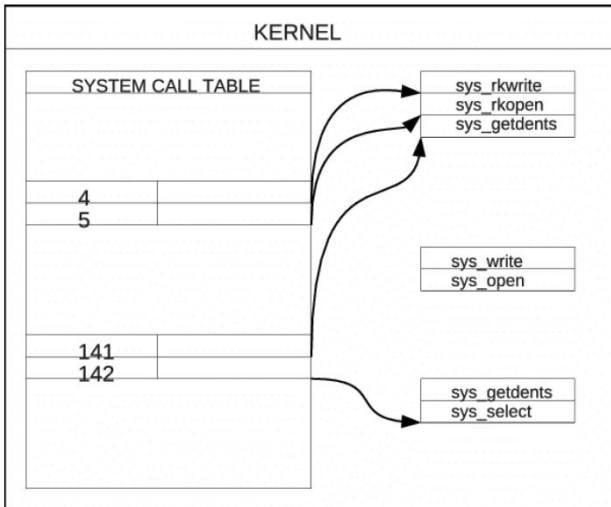 KERNEL
SYSTEM CALL TABLE
4
5
141
142
sys_rkwrite
sys_rkopen
sys_getdents
sys_write
sys_open
sys_getdents
sys_select